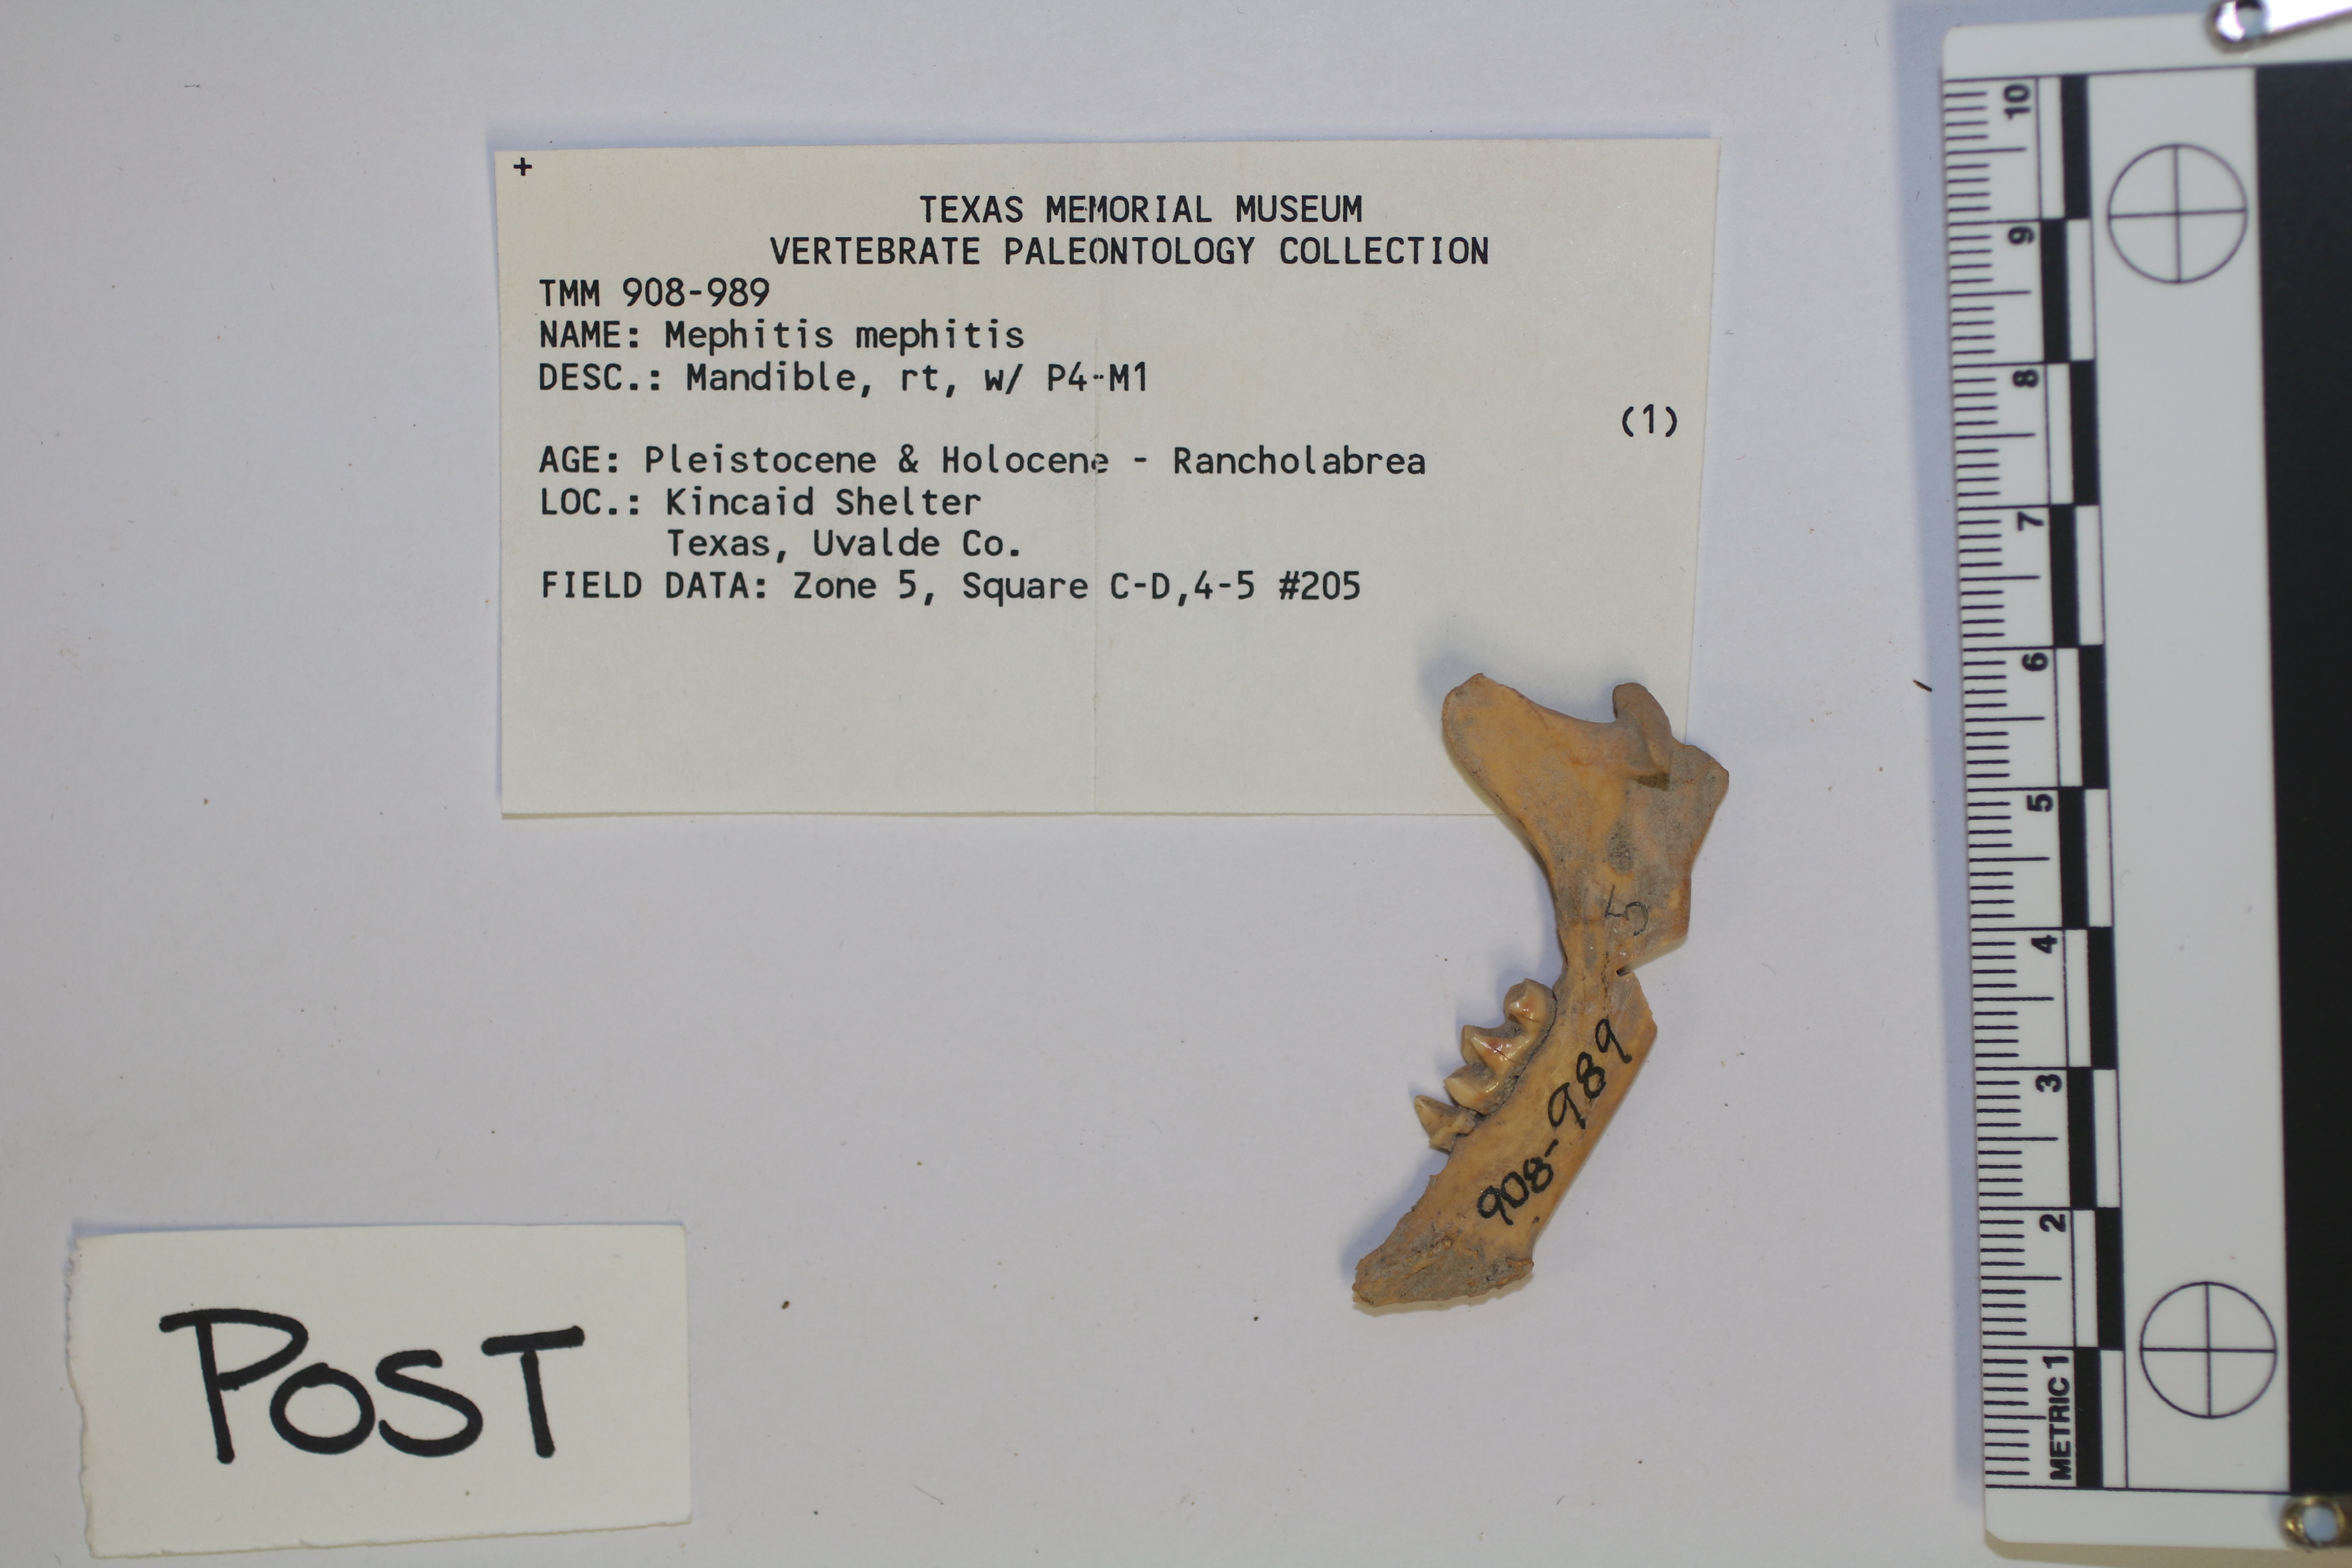 +
TEXAS MEMORIAL MUSEUM
VERTEBRATE PALEONTOLOGY COLLECTION
TMM 908-989
NAME: Mephitis mephitis
DESC.: Mandible, rt, w/ P4-M1
(1)
AGE: Pleistocene & Holocene - Rancholabrea
LOC.: Kincaid Shelter
Texas, Uvalde Co.
FIELD DATA: Zone 5, Square C-D,4-5 #205
5
908-989
POST
10
9
8
7
6
5
4
3
2
METRIC 1